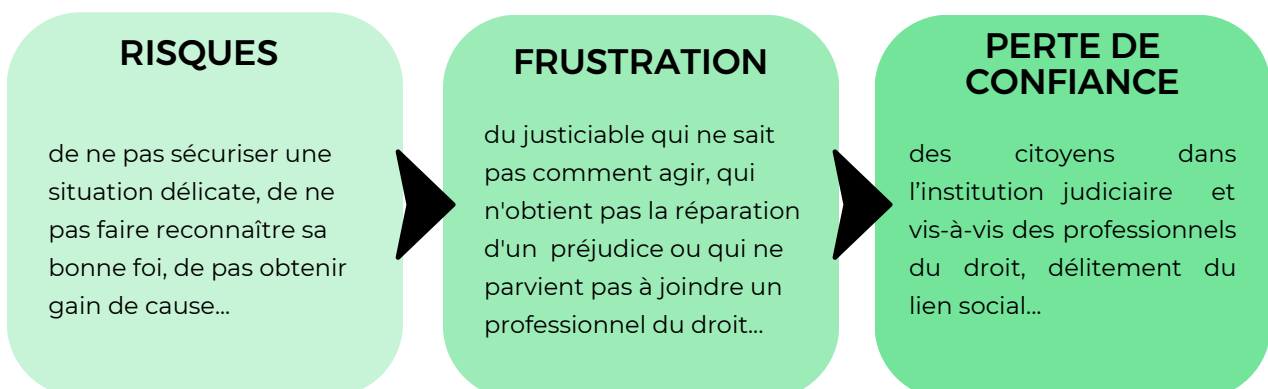 RISQUES
de ne pas sécuriser une
situation délicate, de ne
pas faire reconnaître sa
bonne foi, de pas obtenir
gain de cause...
FRUSTRATION
du justiciable qui ne sait
pas comment agir, qui
n'obtient pas la réparation
d'un préjudice ou qui ne
parvient pas à joindre un
professionnel du droit...
PERTE DE
CONFIANCE
des citoyens dans
l’institution judiciaire et
vis-à-vis des professionnels
du droit, délitement du
lien social...